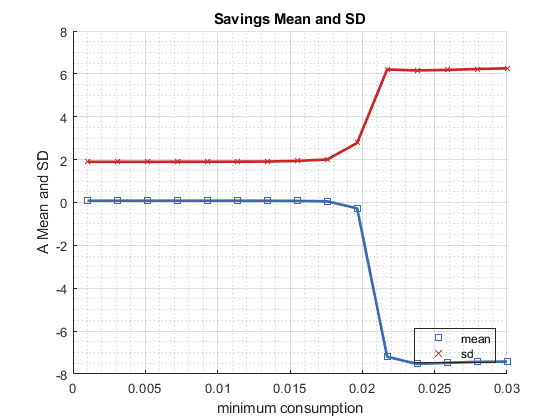 Savings Mean and SD
8
6
4
2
0
-2
-4
-6
-8
A Mean and SD
mean
sd
0 0.005 0.01 0.015 0.02 0.025 0.03
minimum consumption